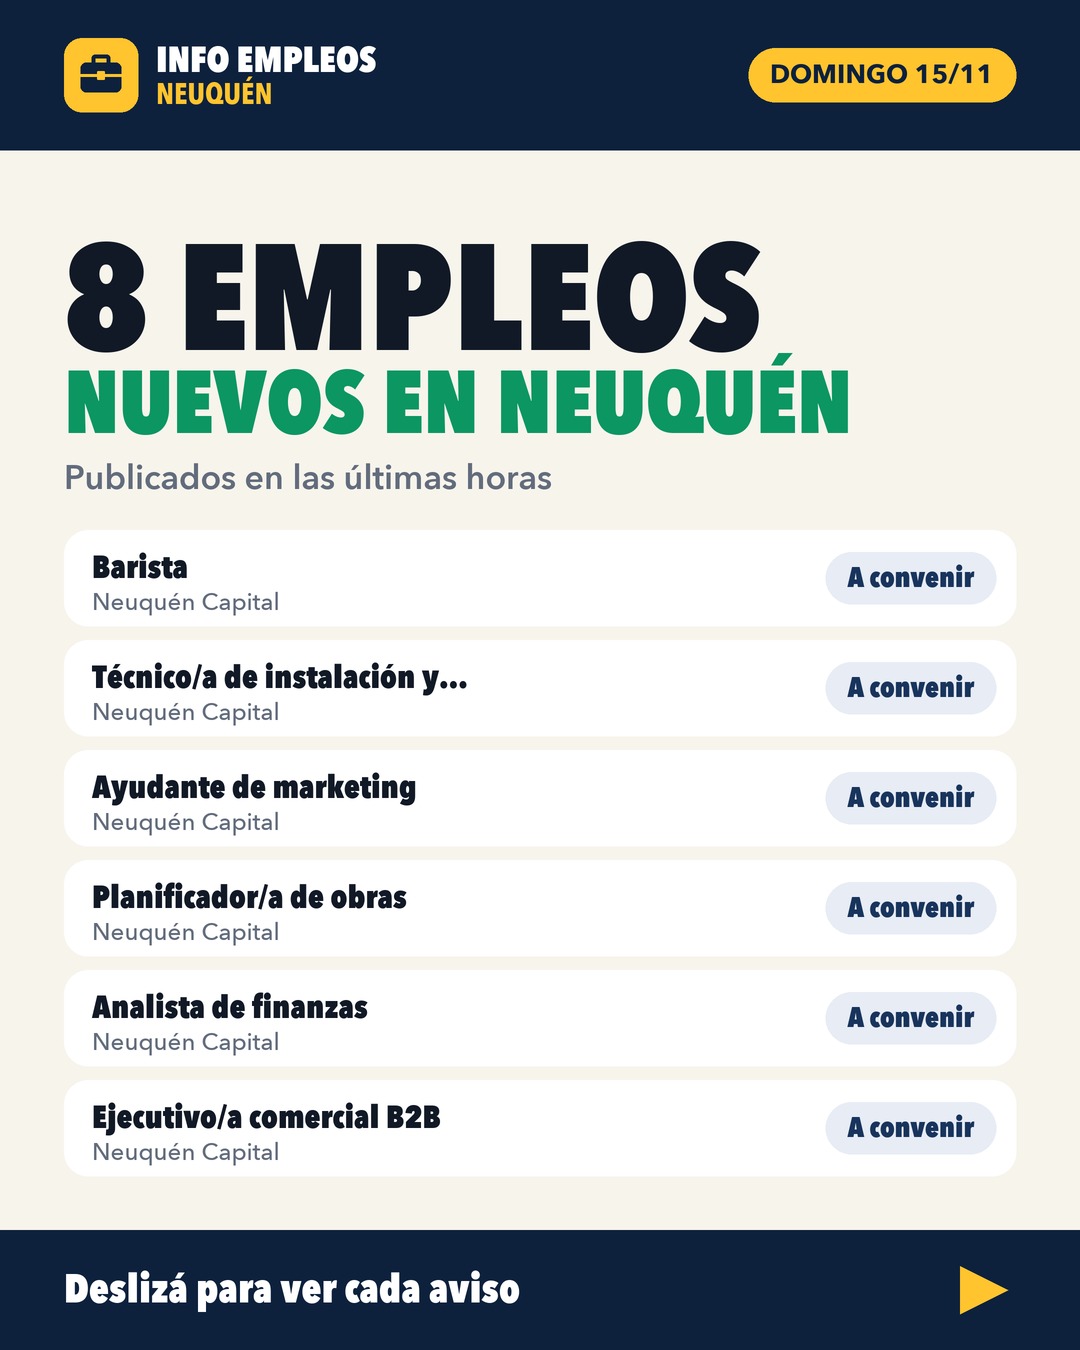 INFO EMPLEOS
NEUQUÉN
DOMINGO 15/11
8 EMPLEOS
NUEVOS EN NEUQUÉN
Publicados en las últimas horas
Barista
Neuquén Capital
A convenir
Técnico/a de instalación y...
Neuquén Capital
A convenir
Ayudante de marketing
Neuquén Capital
A convenir
Planificador/a de obras
Neuquén Capital
A convenir
Analista de finanzas
Neuquén Capital
A convenir
Ejecutivo/a comercial B2B
Neuquén Capital
A convenir
Deslizá para ver cada aviso